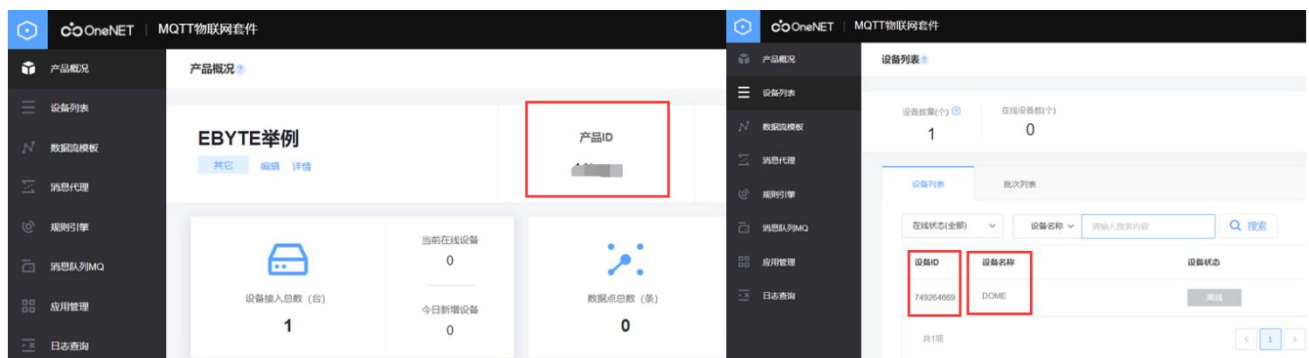 OneNET | MQTT物联网套件
产品概况
设备列表
数据流模板
消息代理
规则引擎
消息队列MQ
应用管理
日志查询
产品概况
EBYTE举例
其它 编辑 详情
产品ID
设备接入总数（台）
1
当前在线设备
0
今日新增设备
0
数据点总数（条）
0
OneNET | MQTT物联网套件
产品概况
设备列表
数据流模板
消息代理
规则引擎
消息队列MQ
应用管理
日志查询
设备列表
设备数量(个)
1
在线设备数(个)
0
设备列表 批次列表
在线状态(全部) 设备名称 请输入搜索内容 搜索
设备ID 设备名称 设备状态
749264669 DOME 离线
共1项 < 1 >